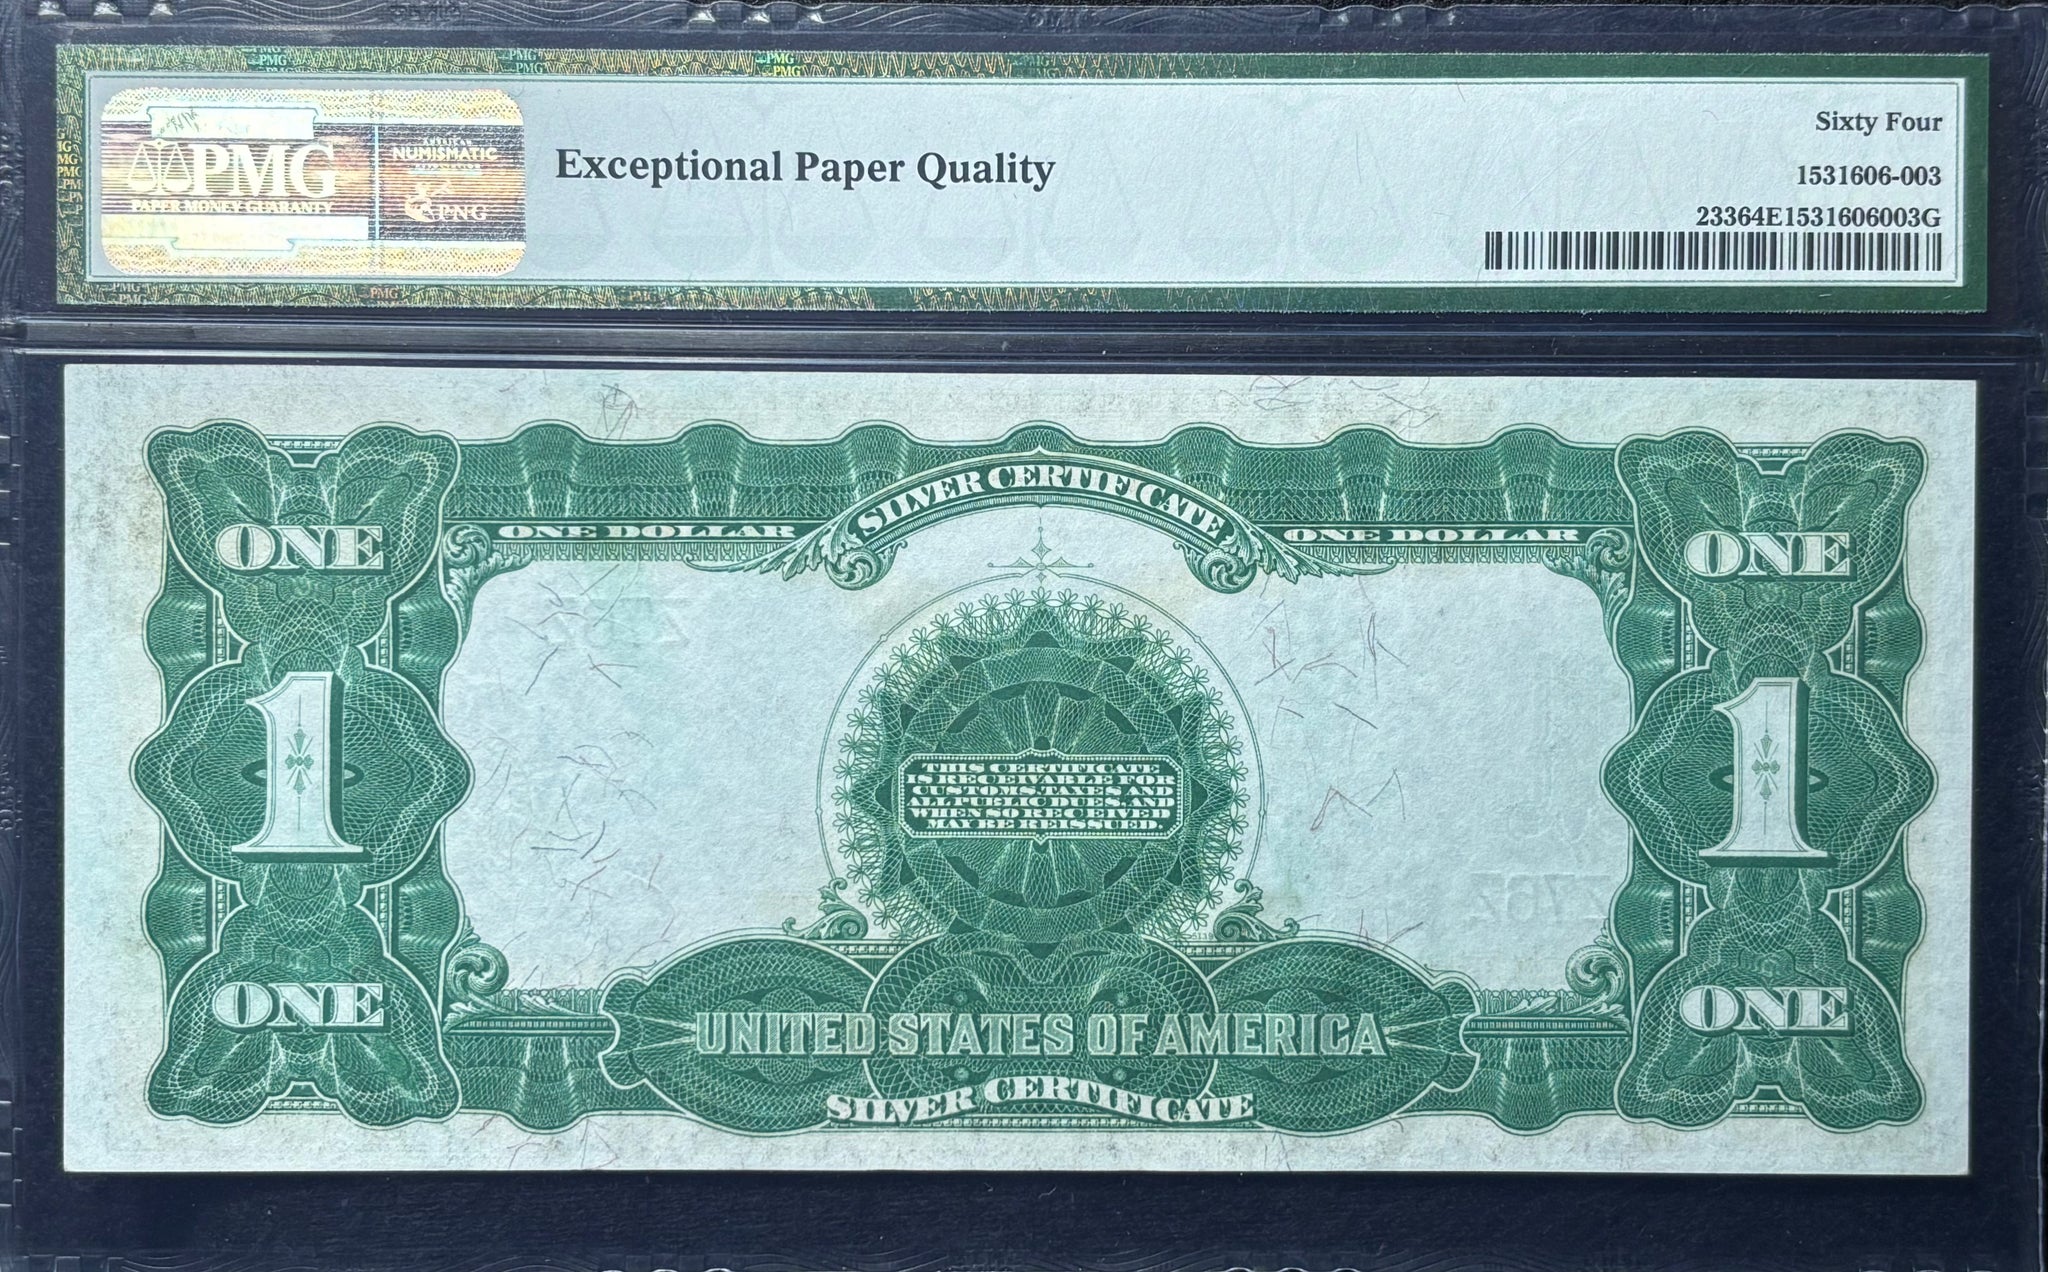 PMG
PAPER MONEY GUARANTY
NUMISMATIC
PNG
Exceptional Paper Quality
Sixty Four
1531606-003
23364E1531606003G
SILVER CERTIFICATE
ONE DOLLAR
ONE DOLLAR
ONE
ONE
1
1
THIS CERTIFICATE
IS RECEIVABLE FOR
CUSTOMS, TAXES AND
ALL PUBLIC DUES, AND
WHEN SO RECEIVED
MAY BE REISSUED.
ONE
ONE
UNITED STATES OF AMERICA
SILVER CERTIFICATE